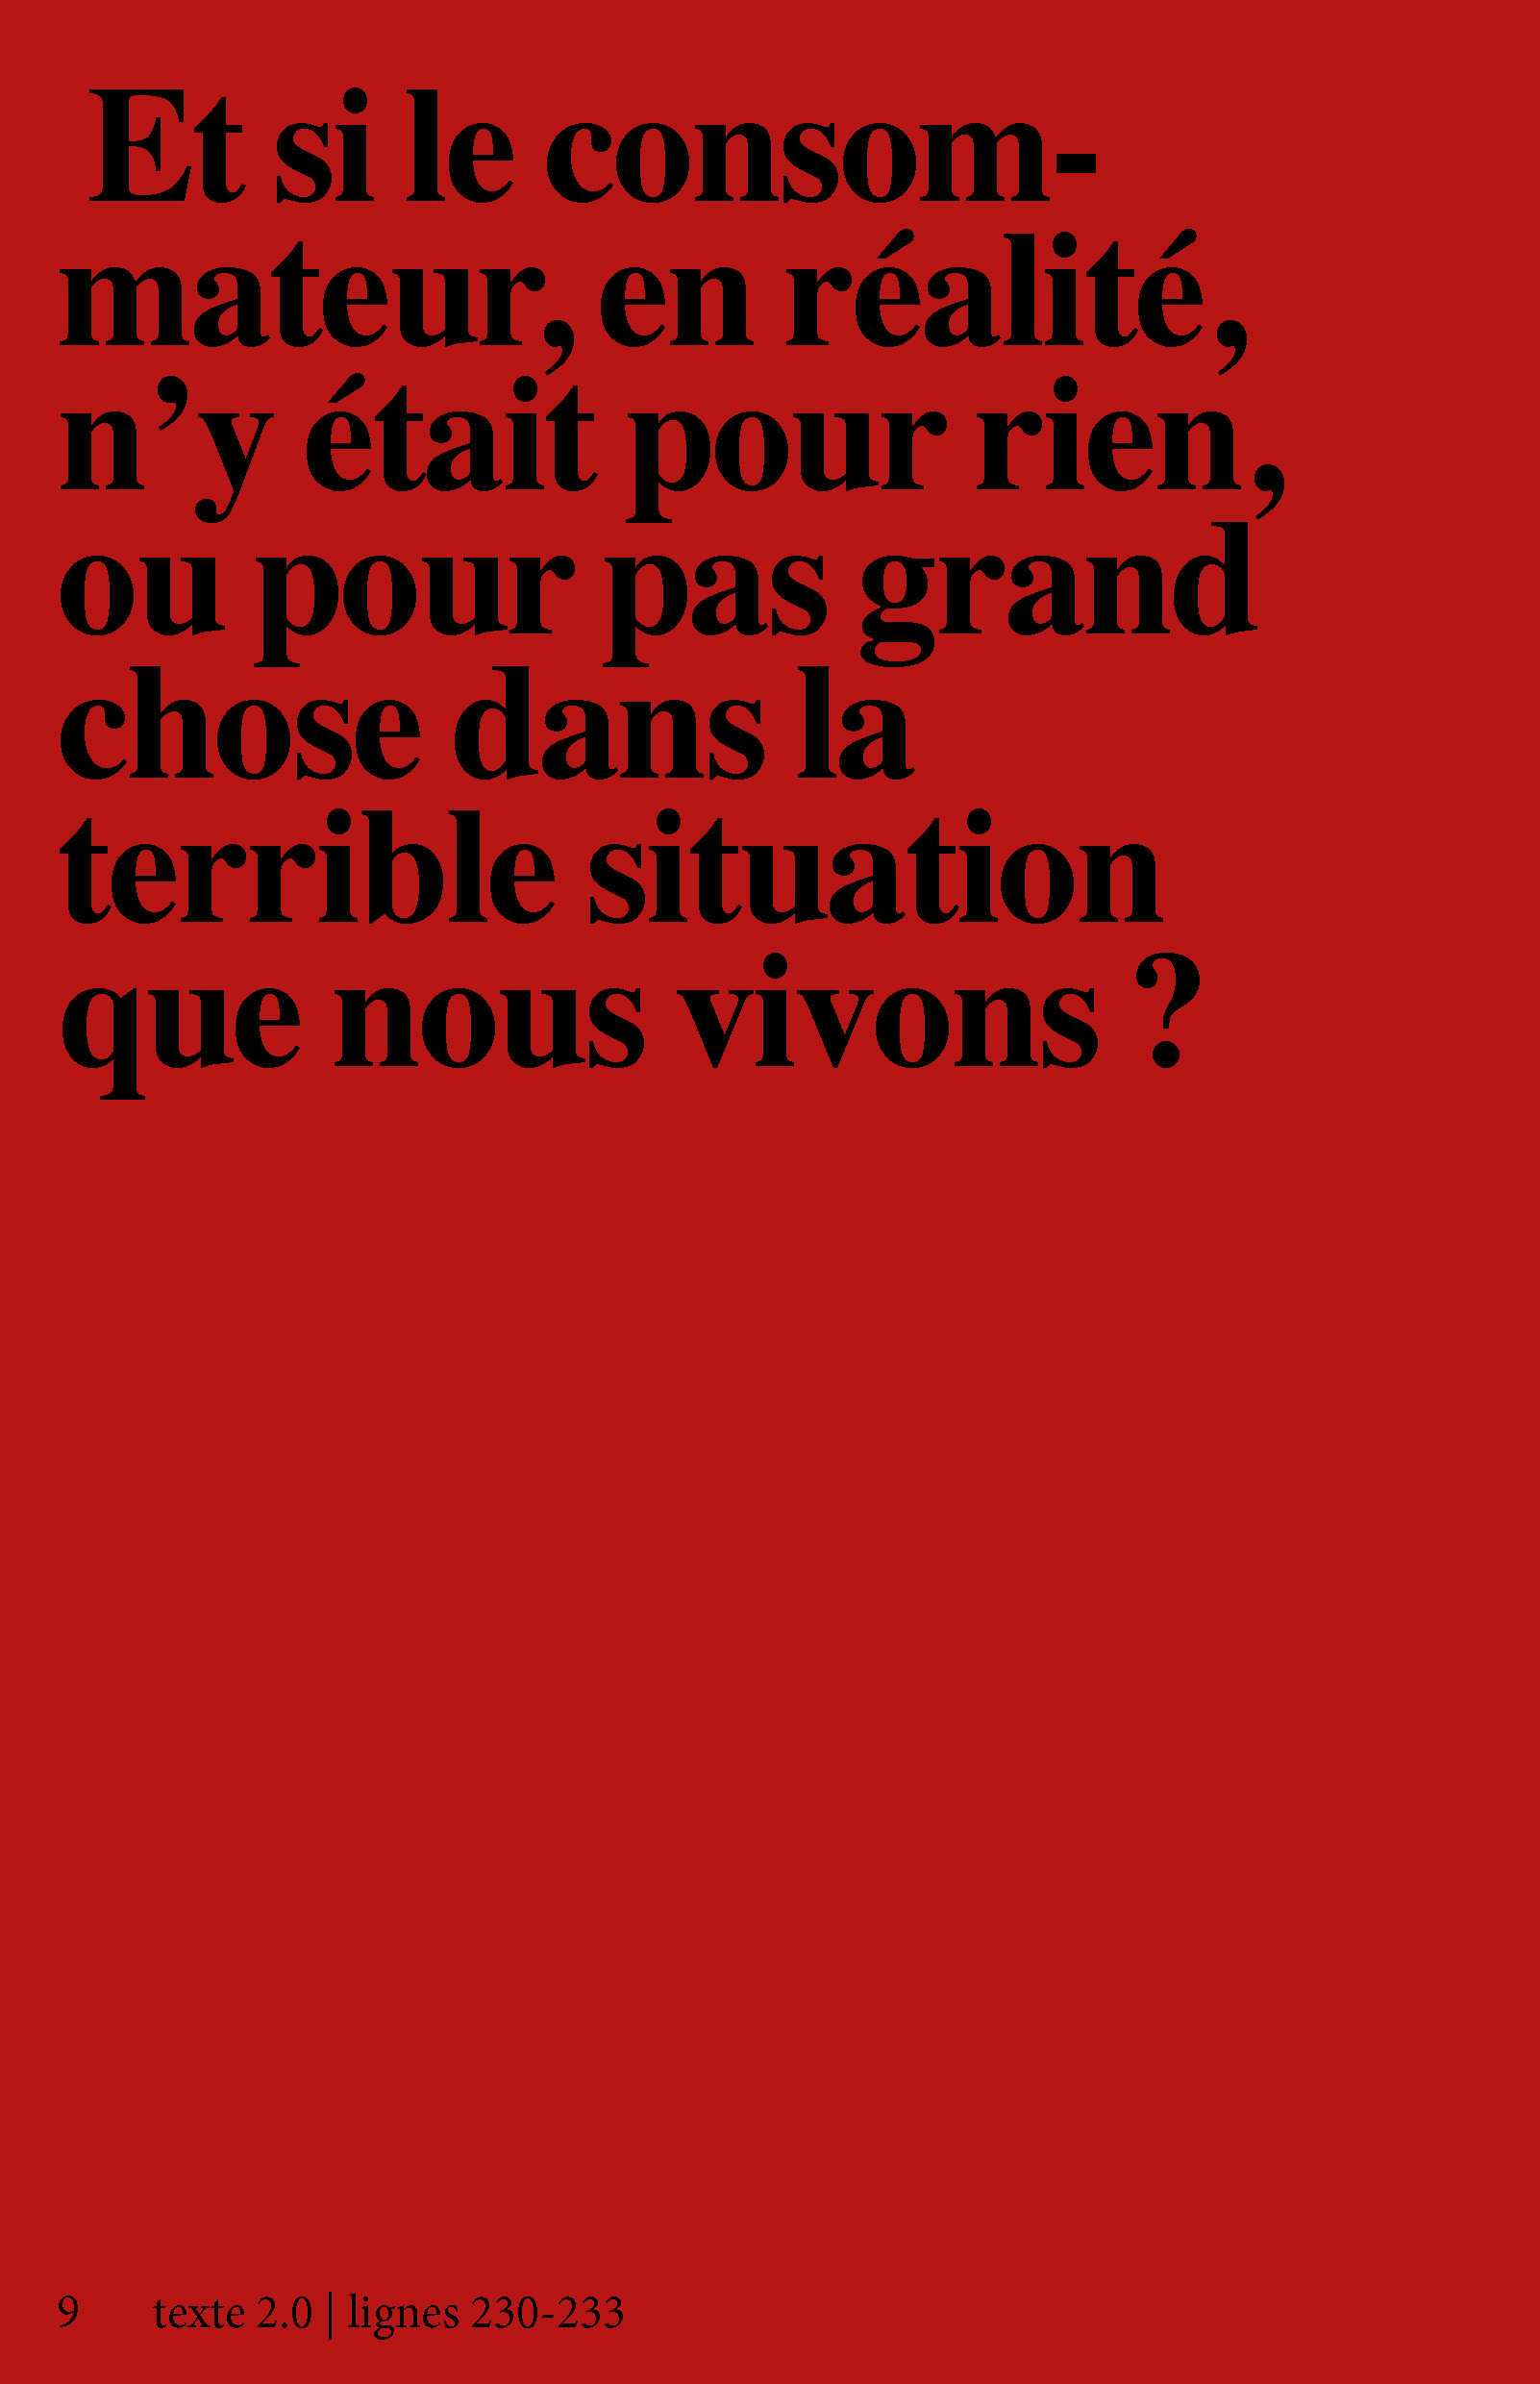 Et si le consom-
mateur, en réalité,
n’y était pour rien,
ou pour pas grand
chose dans la
terrible situation
que nous vivons ?
9 texte 2.0 | lignes 230-233